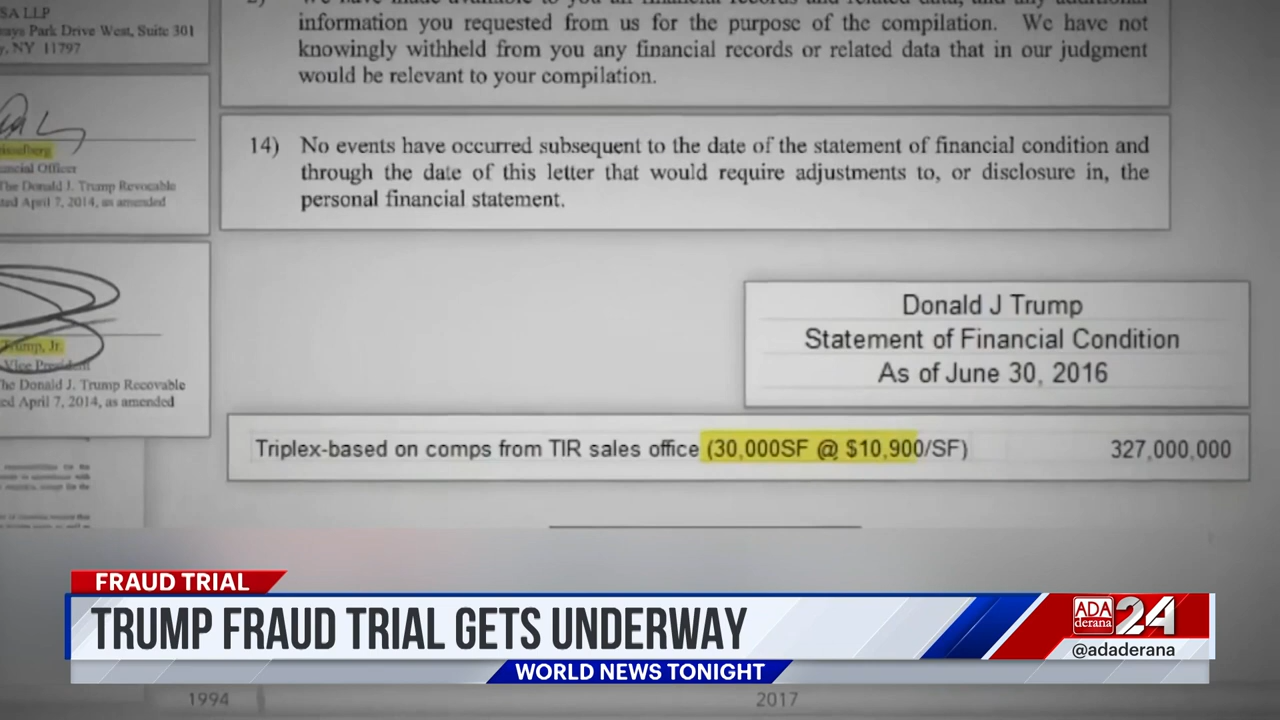 SA LLP
Park Drive West, Suite 301
NY 11797
information you requested from us for the purpose of the compilation. We have not
knowingly withheld from you any financial records or related data that in our judgment
would be relevant to your compilation.
14) No events have occurred subsequent to the date of the statement of financial condition and
through the date of this letter that would require adjustments to, or disclosure in, the
personal financial statement.
Officer
The Donald J. Trump Revocable
April 7, 2014, as amended
Trump, Jr.
Vice President
Donald J. Trump Revocable
April 7, 2014, as amended
Donald J Trump
Statement of Financial Condition
As of June 30, 2016
Triplex-based on comps from TIR sales office (30,000SF @ $10,900/SF) 327,000,000
FRAUD TRIAL
TRUMP FRAUD TRIAL GETS UNDERWAY
WORLD NEWS TONIGHT
ADA
derana
24
@adaderana
1994 2017